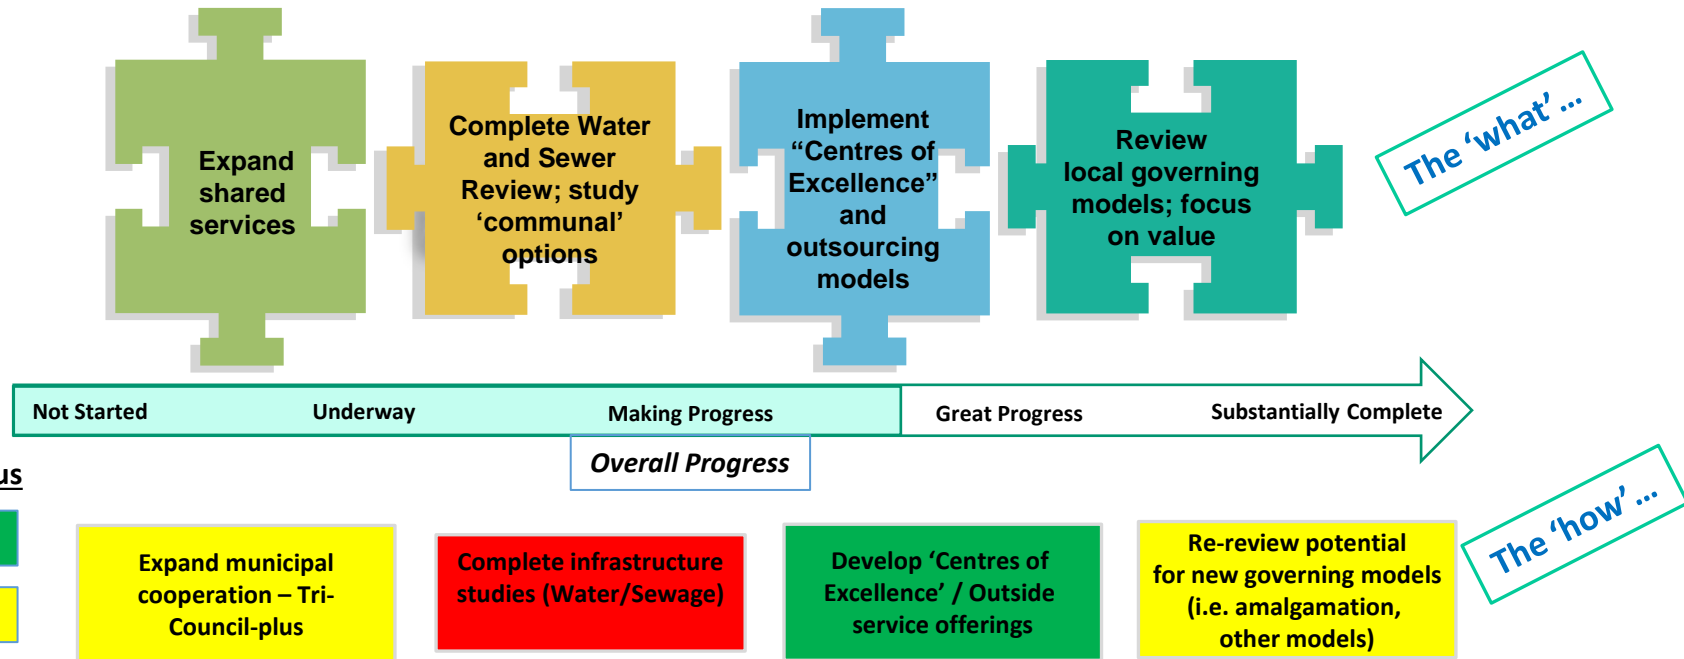 Expand
shared
services
Complete Water
and Sewer
Review; study
‘communal’
options
Implement
“Centres of
Excellence”
and
outsourcing
models
Review
local governing
models; focus
on value
The ‘what’…
Not Started
Underway
Making Progress
Great Progress
Substantially Complete
Overall Progress
Expand municipal
cooperation – Tri-
Council-plus
Complete infrastructure
studies (Water/Sewage)
Develop ‘Centres of
Excellence’ / Outside
service offerings
Re-review potential
for new governing models
(i.e. amalgamation,
other models)
The ‘how’…